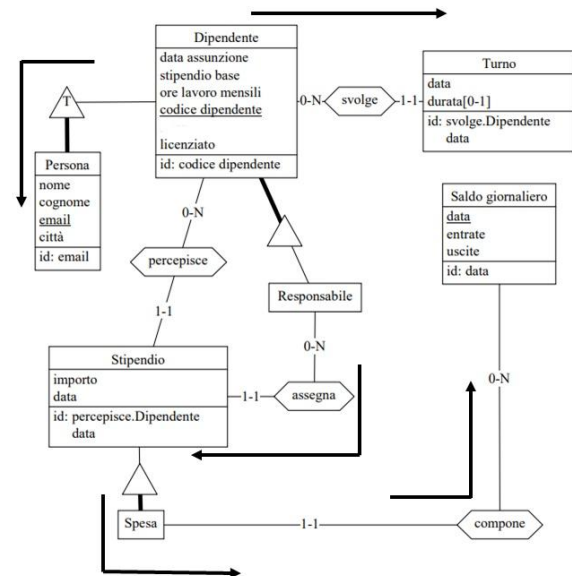 Dipendente
data assunzione
stipendio base
ore lavoro mensili
codice dipendente
licenziato
id: codice dipendente
0-N
svolge
1-1
Turno
data
durata[0-1]
id: svolge.Dipendente
data
T
Persona
nome
cognome
email
città
id: email
0-N
percepisce
1-1
Responsabile
0-N
assegna
1-1
Saldo giornaliero
data
entrate
uscite
id: data
0-N
Stipendio
importo
data
id: percepisce.Dipendente
data
Spesa
1-1
compone